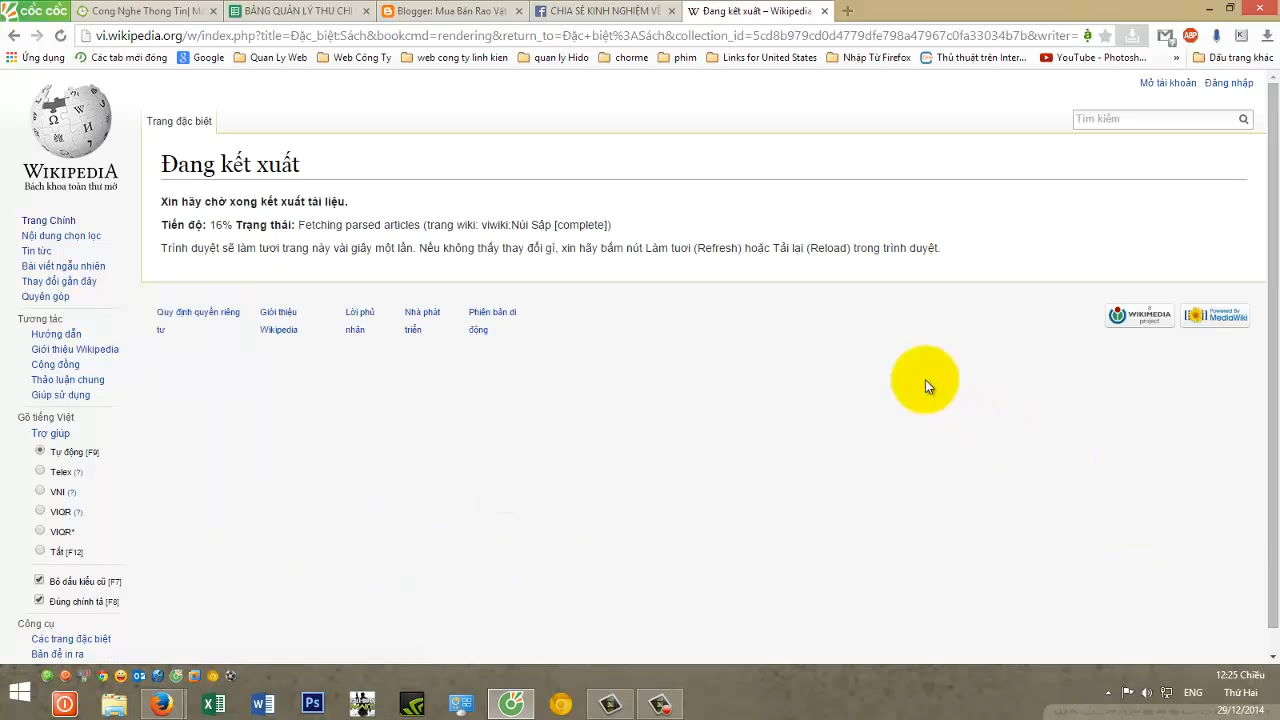 cốc cốc
Cong Nghe Thong Tin| M
BẢNG QUẢN LÝ THU CHI
Blogger: Mua Bán Rao Vặt
CHIA SẺ KINH NGHIỆM VỀ
Đang kết xuất – Wikipedia
vi.wikipedia.org/w/index.php?title=Đặc_biệt:Sách&bookcmd=rendering&return_to=Đặc+biệt%3ASách&collection_id=5cd8b979cd0d4779dfe798a47967c0fa33034b7b&writer=
Ứng dụng
Các tab mới đóng
Google
Quan Ly Web
Web Công Ty
web cong ty linh kien
quan ly Hido
chorme
phim
Links for United States
Nhập Từ Firefox
Thủ thuật trên Inter...
YouTube - Photosh...
»
Dấu trang khác
Mở tài khoản Đăng nhập
Trang đặc biệt
Tìm kiếm
WIKIPEDIA
Bách khoa toàn thư mở
Đang kết xuất
Xin hãy chờ xong kết xuất tài liệu.
Tiến độ: 16% Trạng thái: Fetching parsed articles (trang wiki: viwiki:Núi Sập [complete])
Trình duyệt sẽ làm tươi trang này vài giây một lần. Nếu không thấy thay đổi gì, xin hãy bấm nút Làm tươi (Refresh) hoặc Tải lại (Reload) trong trình duyệt.
Trang Chính
Nội dung chọn lọc
Tin tức
Bài viết ngẫu nhiên
Thay đổi gần đây
Quyên góp
Tương tác
Hướng dẫn
Giới thiệu Wikipedia
Cộng đồng
Thảo luận chung
Giúp sử dụng
Gõ tiếng Việt
Trợ giúp
Tự động [F9]
Telex (?)
VNI (?)
VIQR (?)
VIQR*
Tắt [F12]
Bỏ dấu kiểu cũ [F7]
Đúng chính tả [F8]
Công cụ
Các trang đặc biệt
Bản để in ra
Quy định quyền riêng
tư
Giới thiệu
Wikipedia
Lời phủ
nhận
Nhà phát
triển
Phiên bản di
động
a
WIKIMEDIA
project
Powered By
MediaWiki
12:25 Chiều
ENG
Thứ Hai
29/12/2014